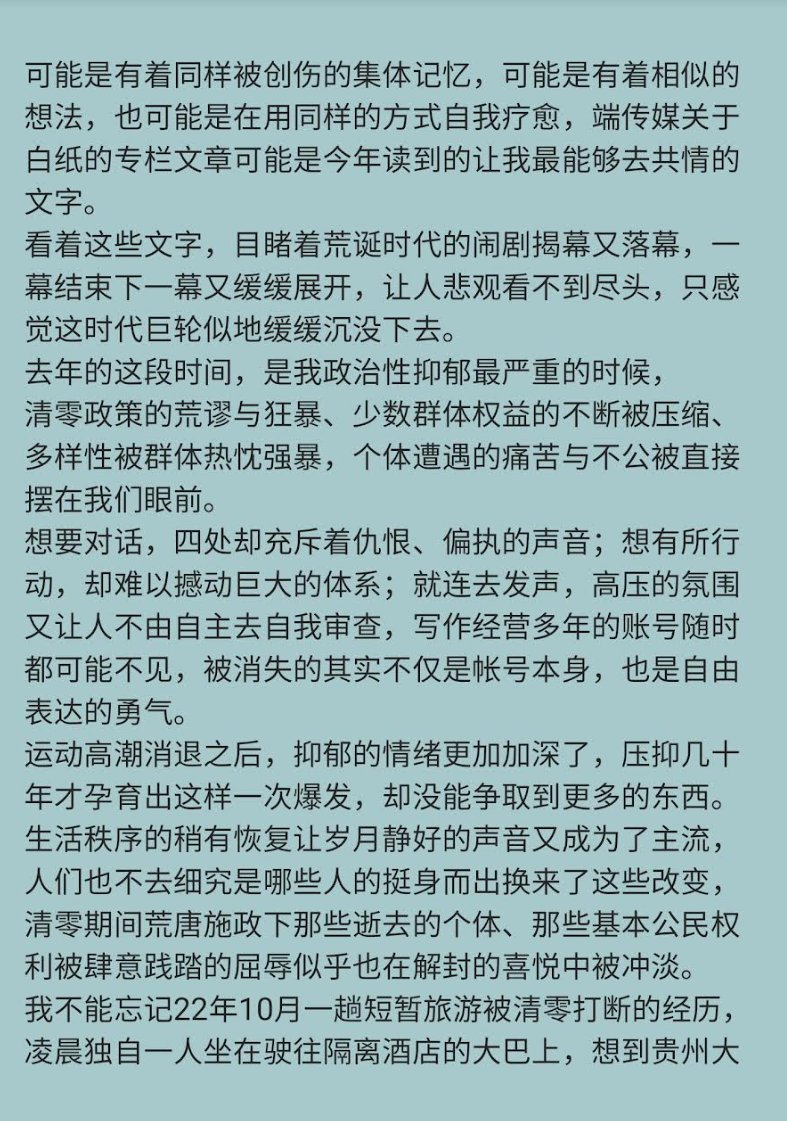 可能是有着同样被创伤的集体记忆，可能是有着相似的
想法，也可能是在用同样的方式自我疗愈，端传媒关于
白纸的专栏文章可能是今年读到的让我最能够去共情的
文字。
看着这些文字，目睹着荒诞时代的闹剧揭幕又落幕，一
幕结束下一幕又缓缓展开，让人悲观看不到尽头，只感
觉这时代巨轮似地缓缓沉没下去。
去年的这段时间，是我政治性抑郁最严重的时候，
清零政策的荒谬与狂暴、少数群体权益的不断被压缩、
多样性被群体热忱强暴，个体遭遇的痛苦与不公被直接
摆在我们眼前。
想要对话，四处却充斥着仇恨、偏执的声音；想有所行
动，却难以撼动巨大的体系；就连去发声，高压的氛围
又让人不由自主去自我审查，写作经营多年的账号随时
都可能不见，被消失的其实不仅是帐号本身，也是自由
表达的勇气。
运动高潮消退之后，抑郁的情绪更加加深了，压抑几十
年才孕育出这样一次爆发，却没能争取到更多的东西。
生活秩序的稍有恢复让岁月静好的声音又成为了主流，
人们也不去细究是哪些人的挺身而出换来了这些改变，
清零期间荒唐施政下那些逝去的个体、那些基本公民权
利被肆意践踏的屈辱似乎也在解封的喜悦中被冲淡。
我不能忘记22年10月一趟短暂旅游被清零打断的经历，
凌晨独自一人坐在驶往隔离酒店的大巴上，想到贵州大